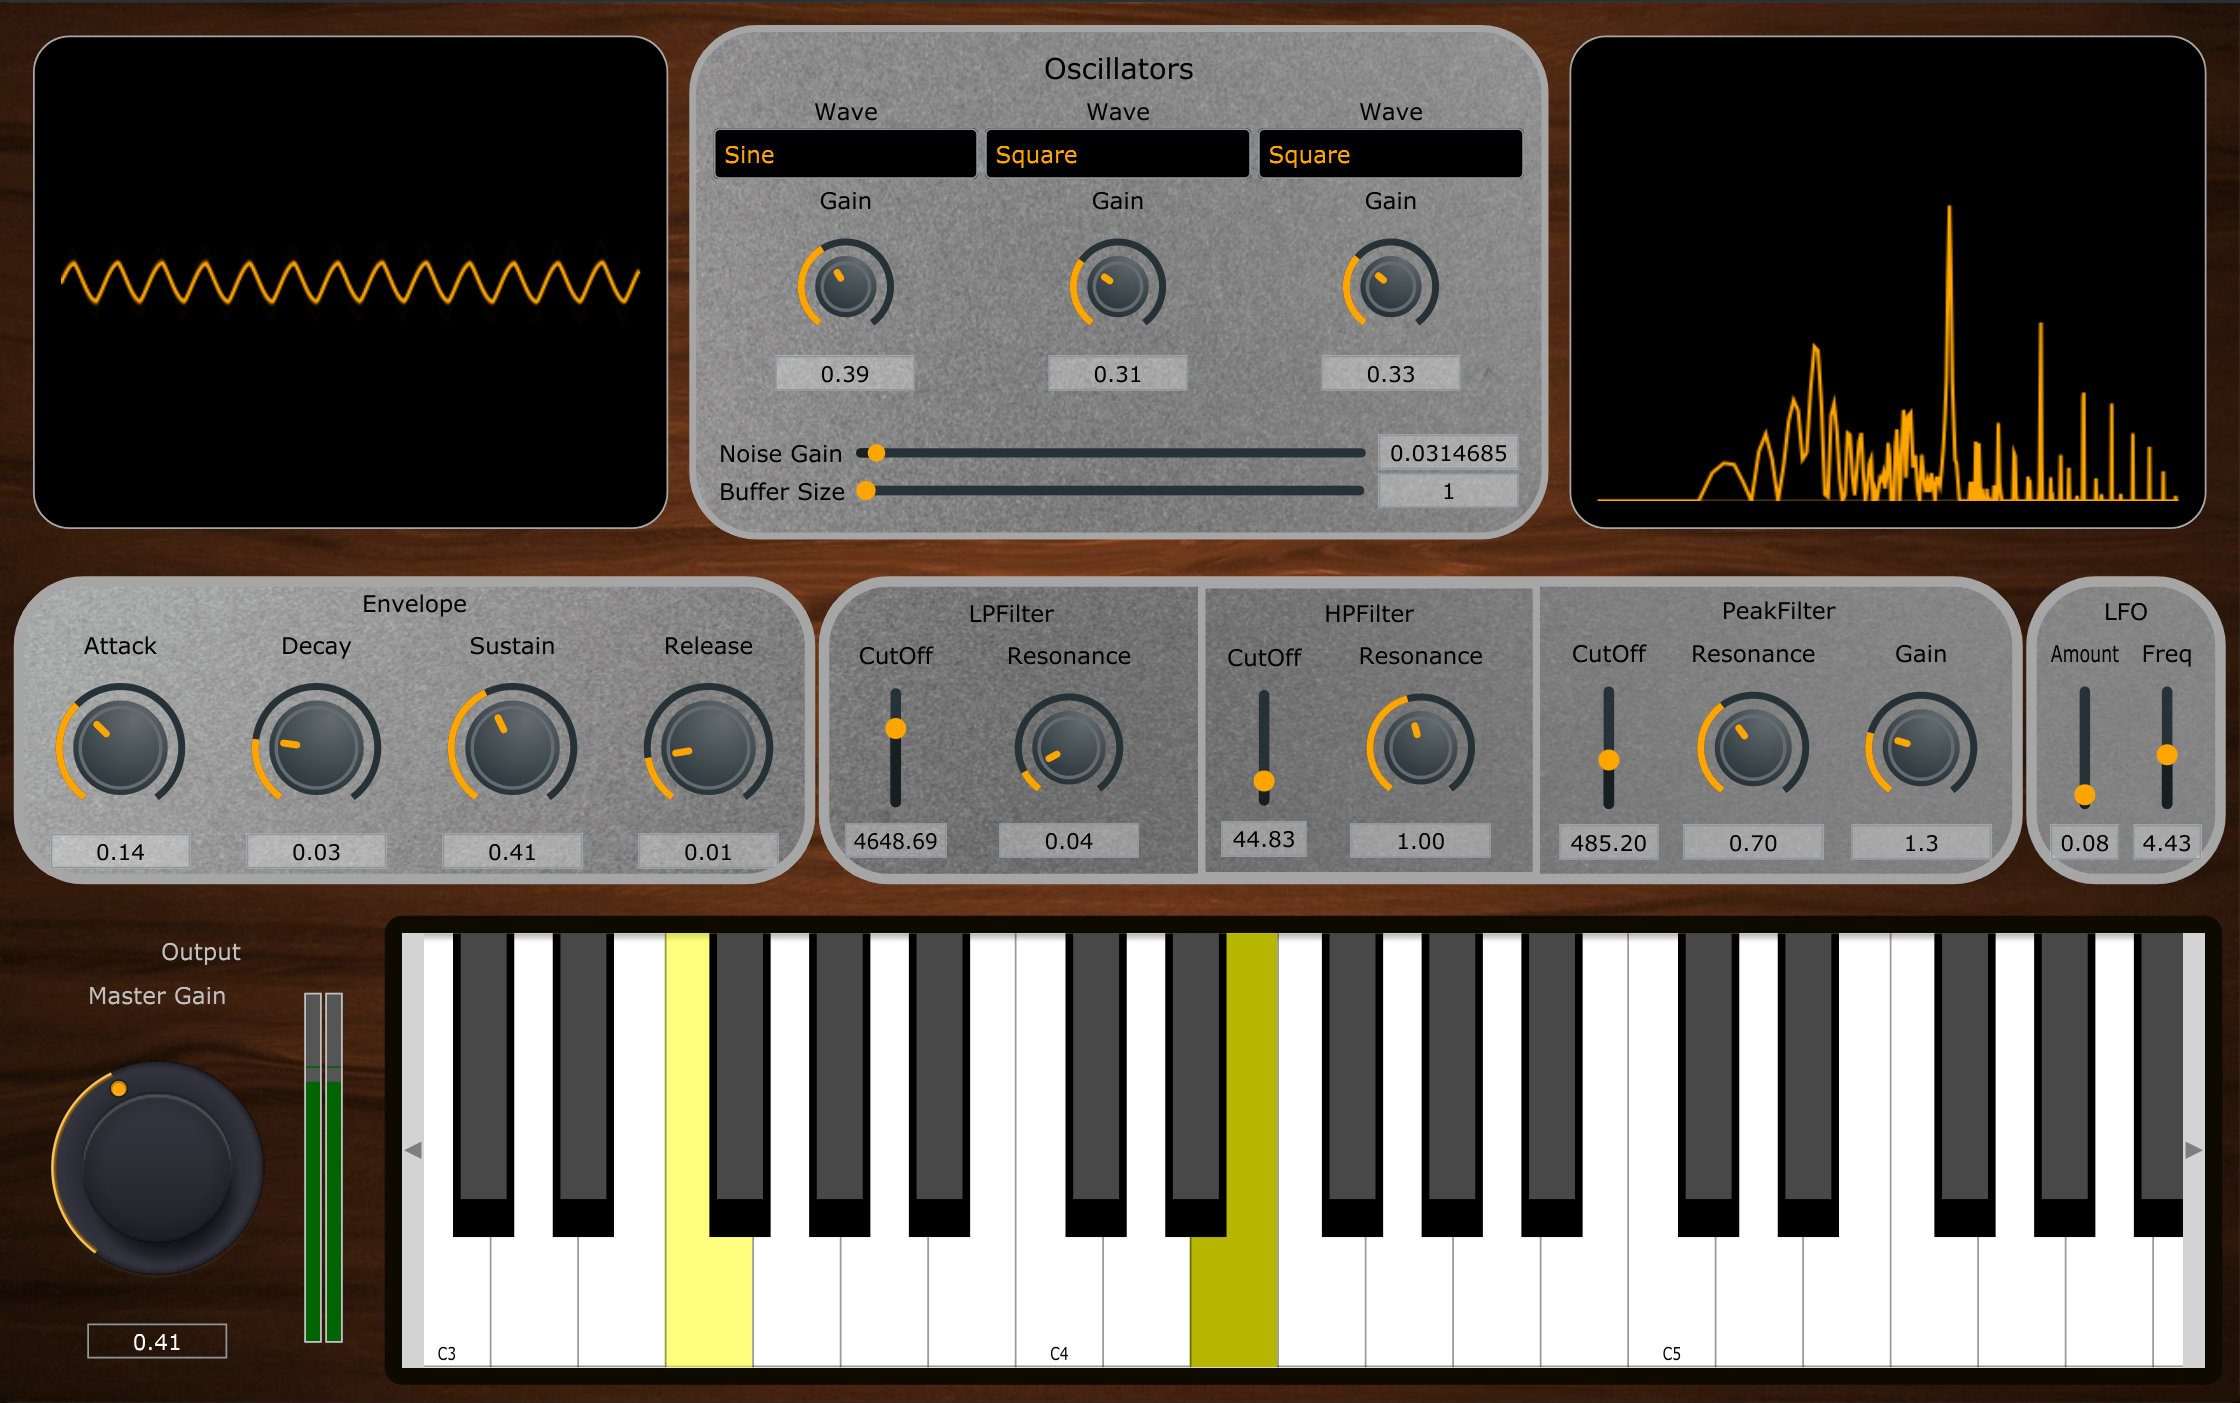 Oscillators
Wave Wave Wave
Sine Square Square
Gain Gain Gain
0.39 0.31 0.33
Noise Gain 0.0314685
Buffer Size 1
Envelope
Attack Decay Sustain Release
0.14 0.03 0.41 0.01
LPFilter
CutOff Resonance
4648.69 0.04
HPFilter
CutOff Resonance
44.83 1.00
PeakFilter
CutOff Resonance Gain
485.20 0.70 1.3
LFO
Amount Freq
0.08 4.43
Output
Master Gain
0.41
C3 C4 C5